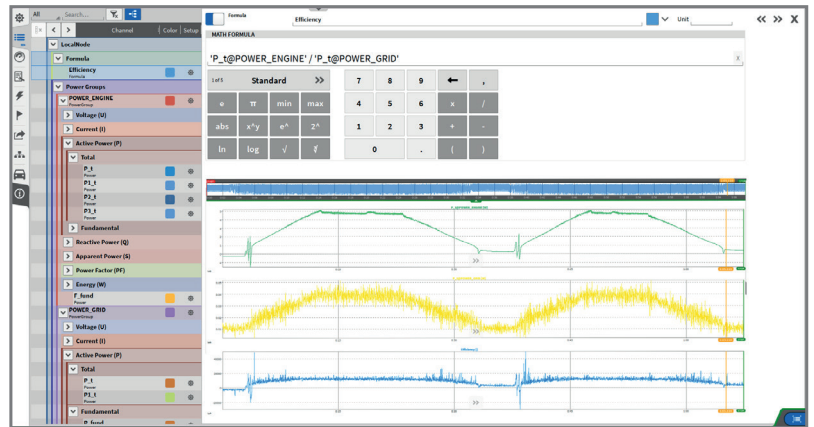 All
Search...
Formula
Efficiency
Unit
X
Channel
Color
Setup
MATH FORMULA
LocalNode
'P_t@POWER_ENGINE' / 'P_t@POWER_GRID'
X
Formula
Efficiency
Formula
1 of 5
Standard
7 8 9 ,
Power Groups
POWER_ENGINE
PowerGroup
e π min max
4 5 6 x /
Voltage (U)
Current (I)
abs x^y e^ 2^
1 2 3 + -
Active Power (P)
ln log √
0 . ( )
Total
P_t
Power
P1_t
Power
P2_t
Power
P3_t
Power
Fundamental
Reactive Power (Q)
Apparent Power (S)
Power Factor (PF)
Energy (W)
F_fund
Power
POWER_GRID
PowerGroup
Voltage (U)
Current (I)
Active Power (P)
Total
P_t
Power
P1_t
Power
Fundamental
P_fund